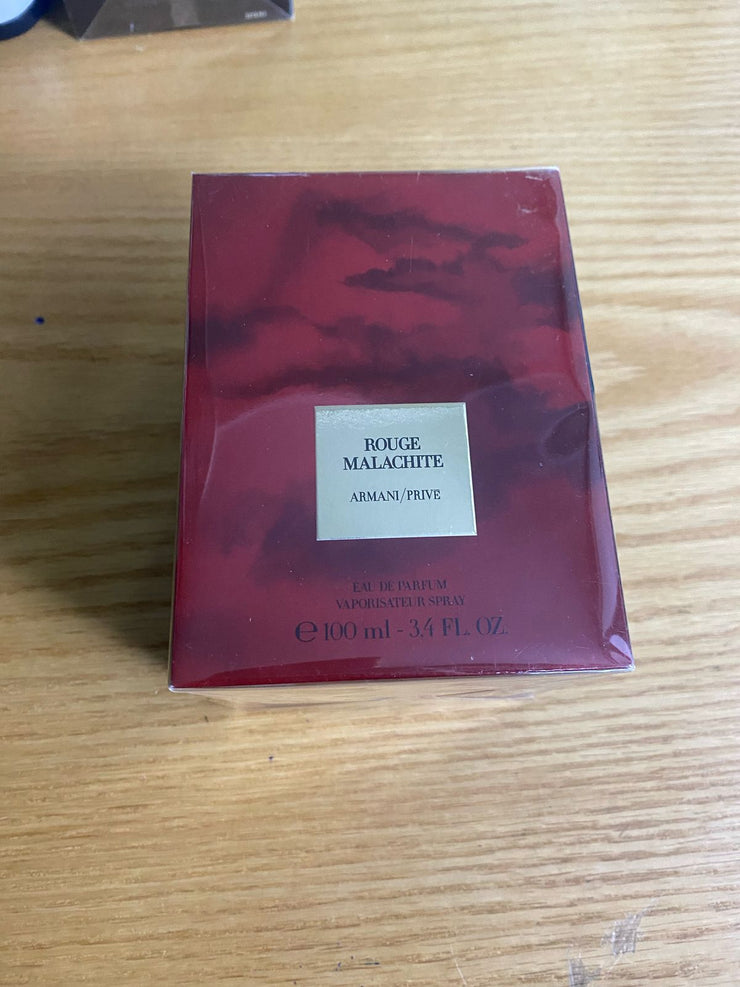 ROUGE
MALACHITE
ARMANI/PRIVE
EAU DE PARFUM
VAPORISATEUR SPRAY
℮ 100 ml - 3.4 FL. OZ.